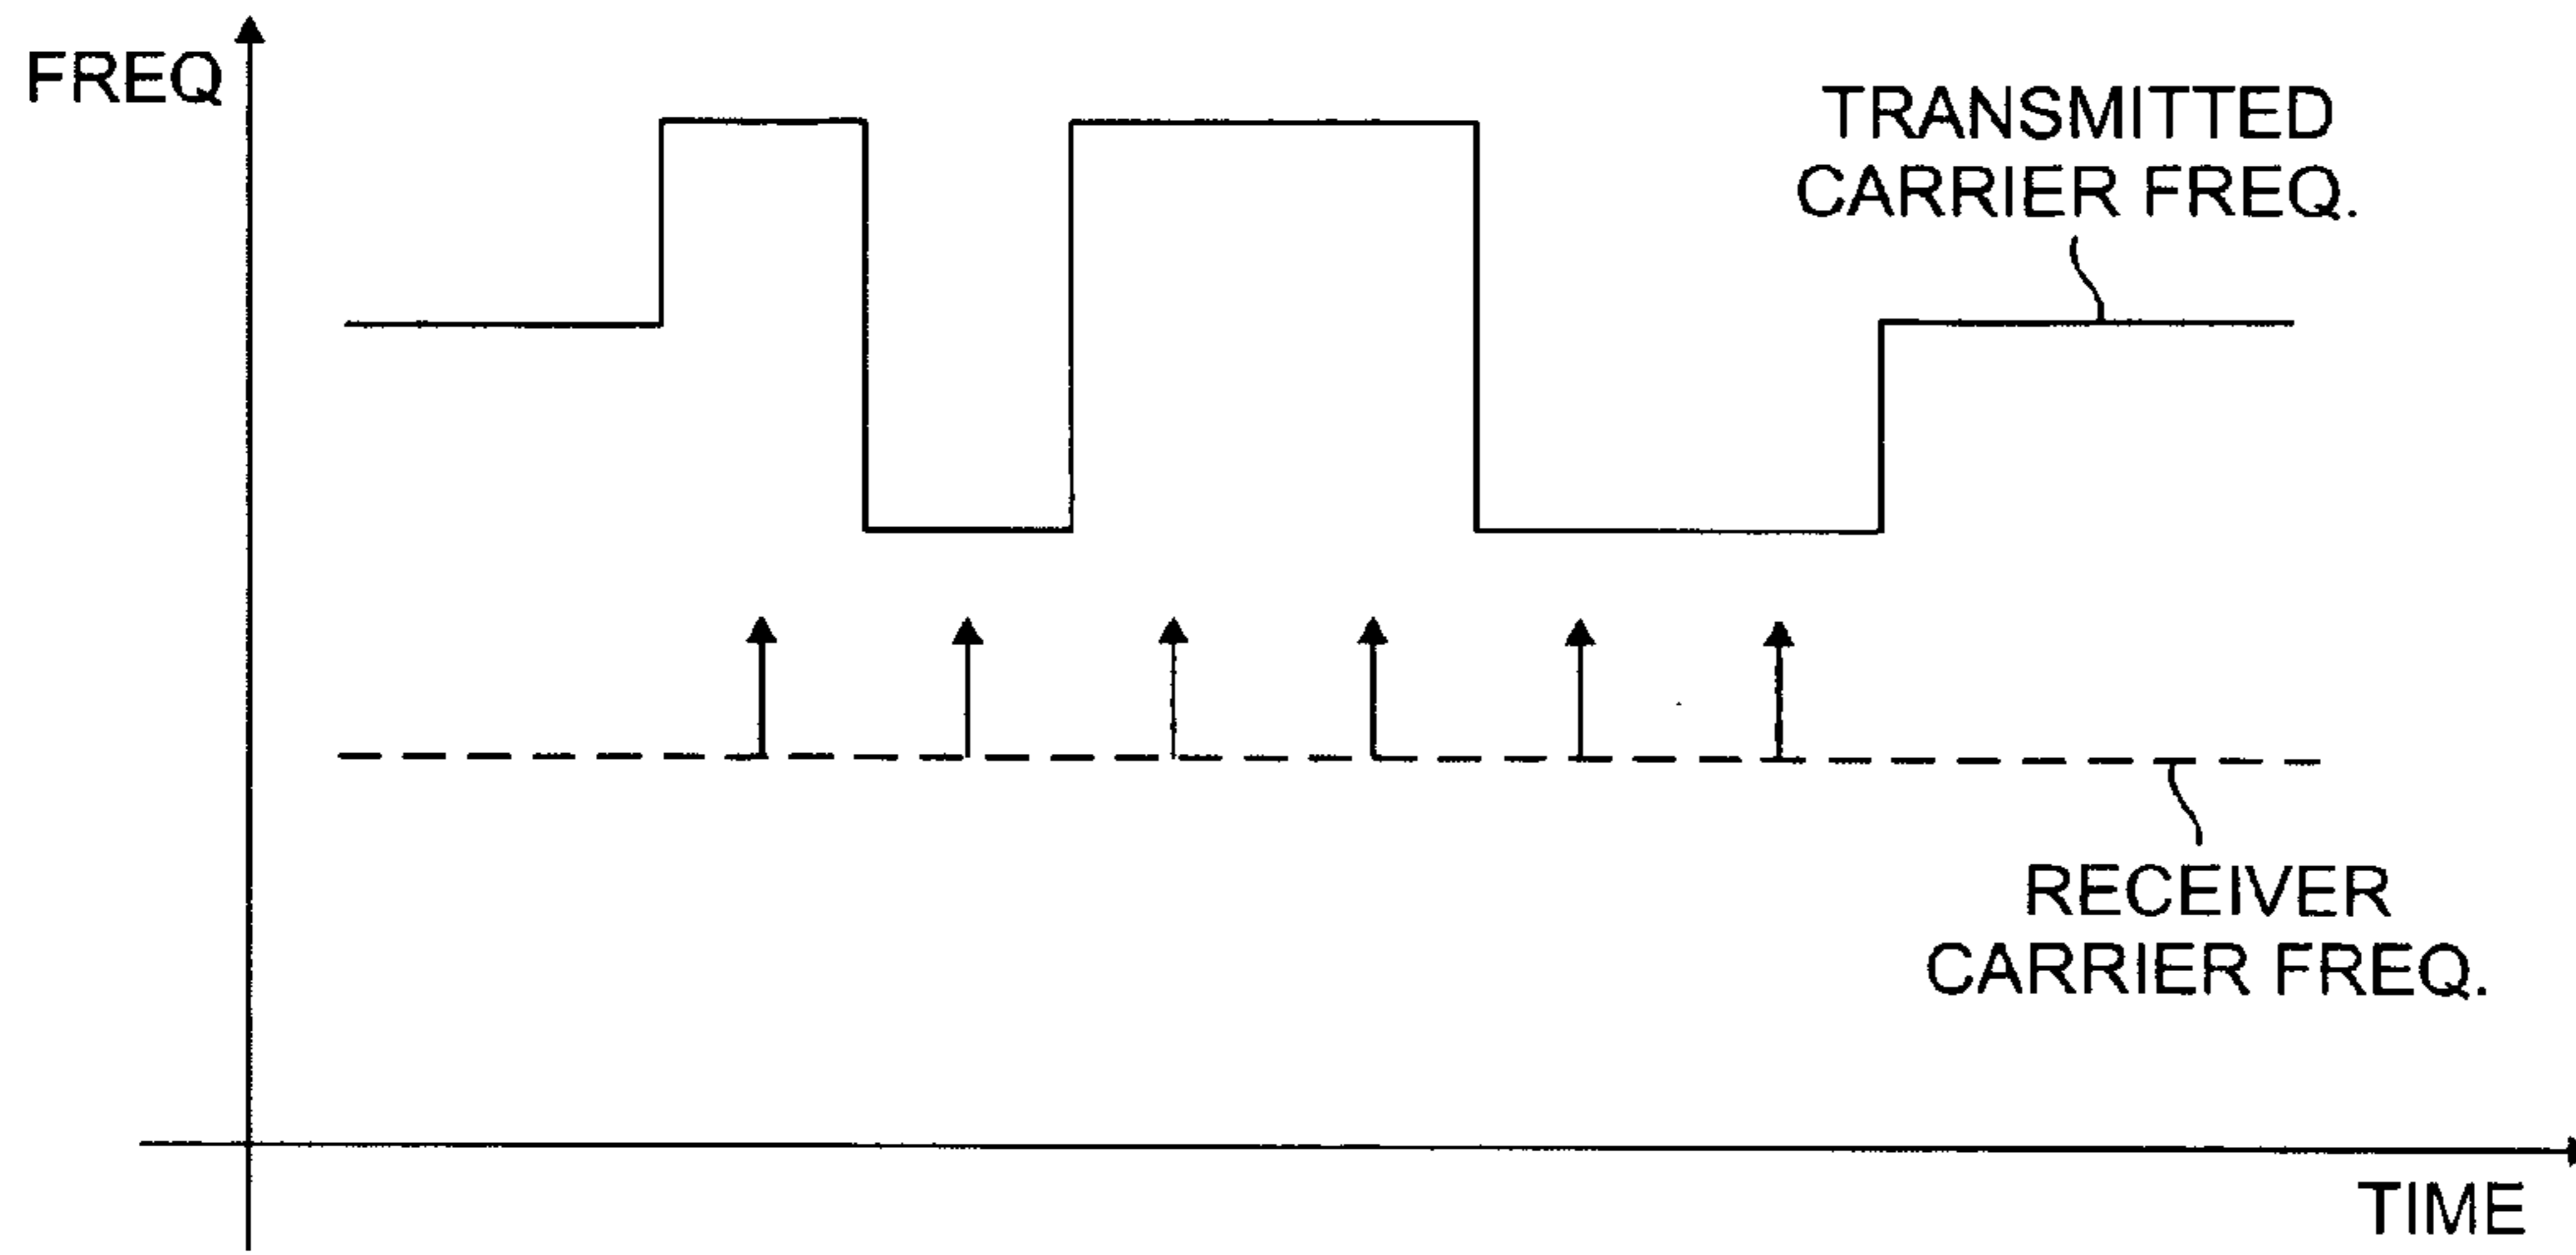 FREQ
TRANSMITTED
CARRIER FREQ.
RECEIVER
CARRIER FREQ.
TIME